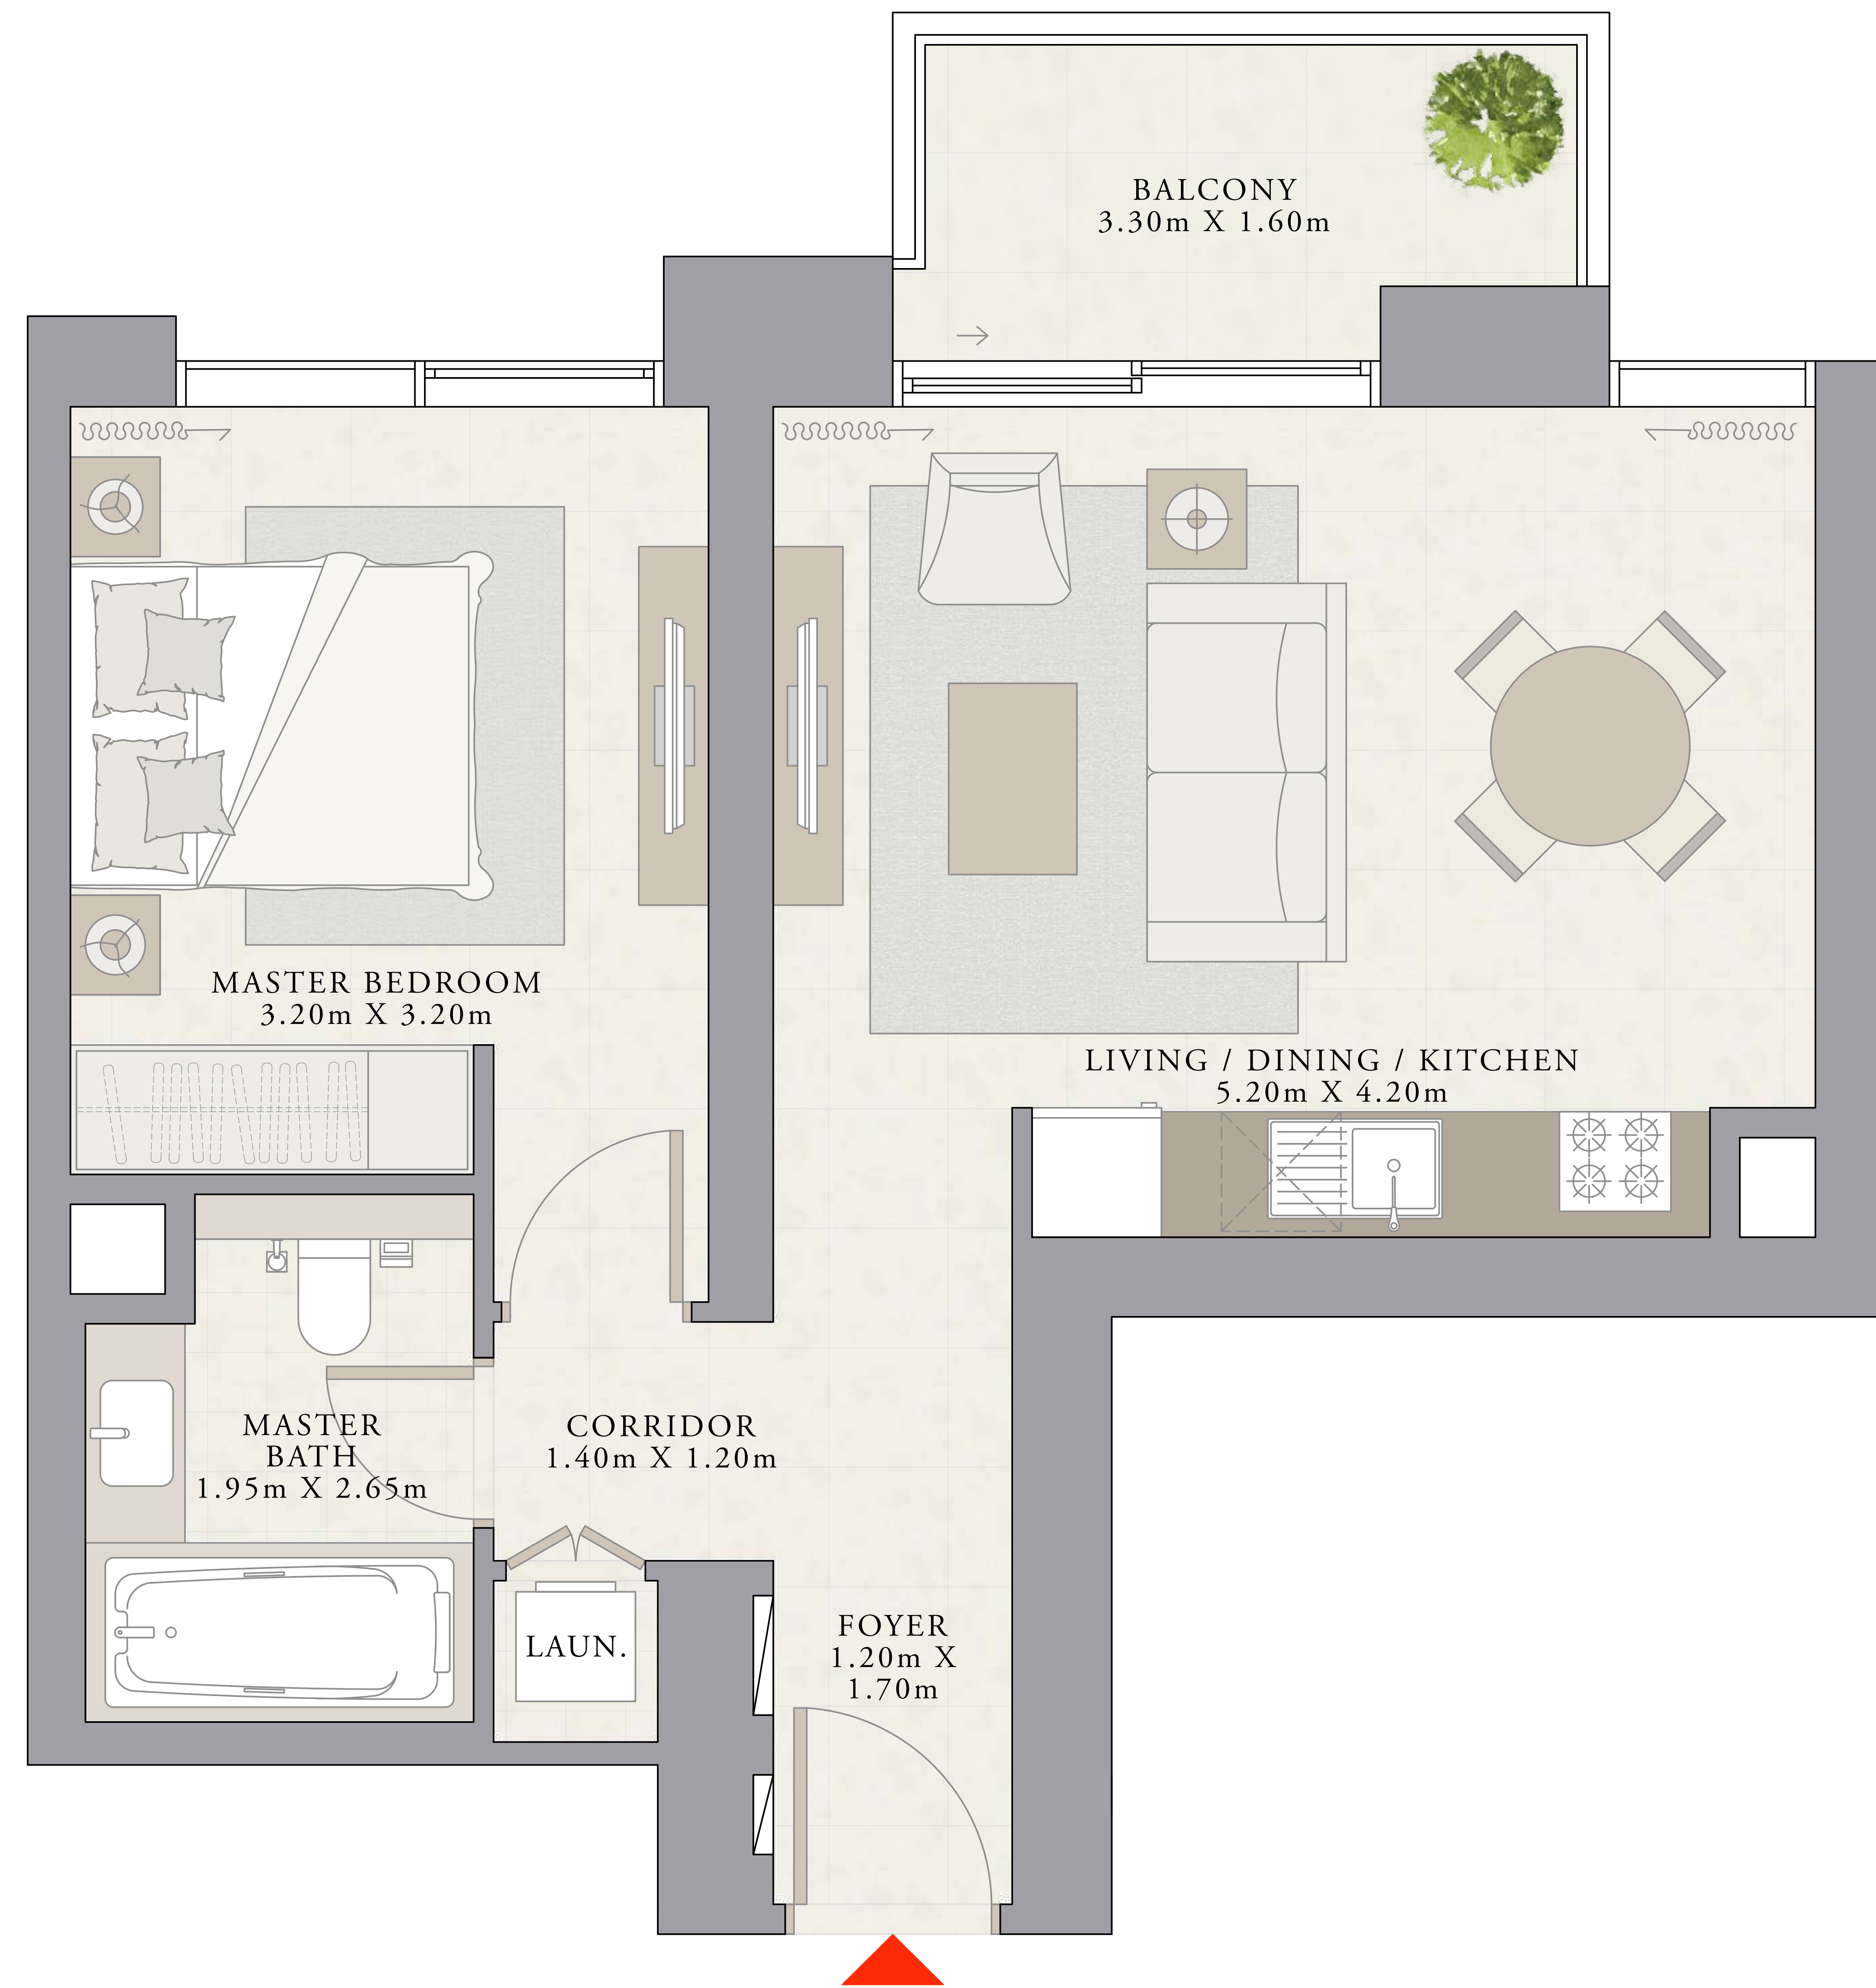 BALCONY
3.30m X 1.60m
MASTER BEDROOM
3.20m X 3.20m
LIVING / DINING / KITCHEN
5.20m X 4.20m
MASTER
BATH
1.95m X 2.65m
CORRIDOR
1.40m X 1.20m
LAUN.
FOYER
1.20m X
1.70m